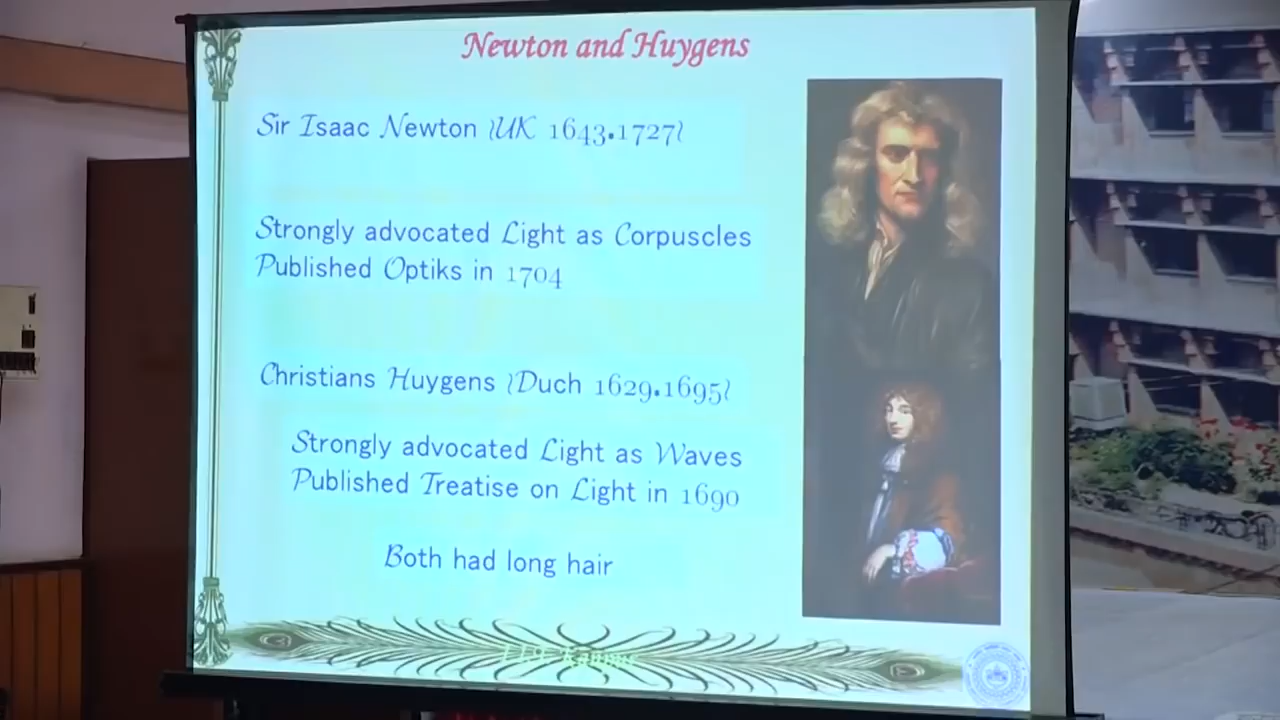 Newton and Huygens
Sir Isaac Newton (UK 1643.1727)
Strongly advocated Light as Corpuscles
Published Optiks in 1704
Christians Huygens (Duch 1629.1695)
Strongly advocated Light as Waves
Published Treatise on Light in 1690
Both had long hair
I.I.T. Kanpur